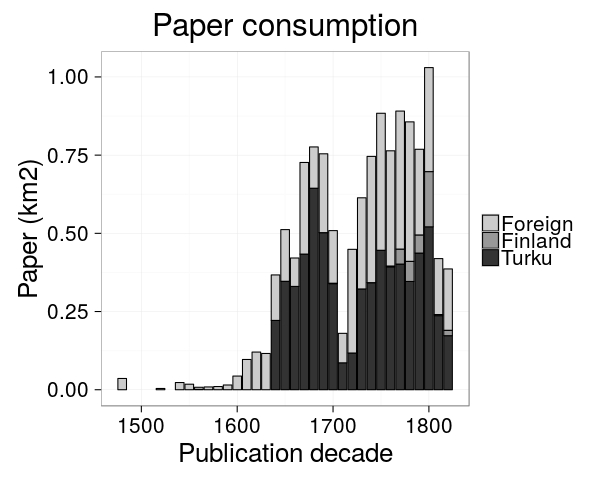 Paper consumption
Paper (km2)
1.00
0.75
0.50
0.25
0.00
1500 1600 1700 1800
Publication decade
Foreign
Finland
Turku